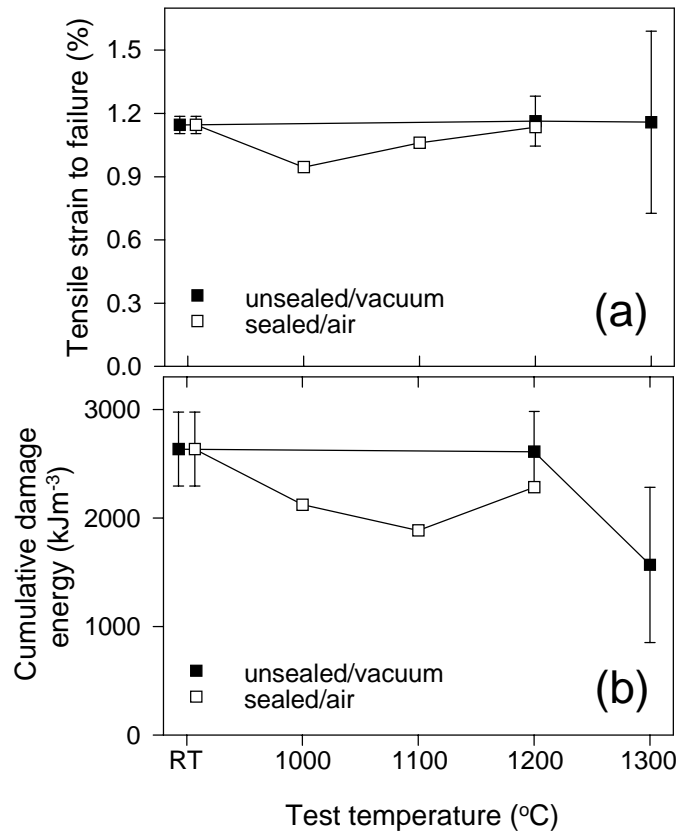 Tensile strain to failure (%)
1.5
1.2
0.9
0.6
0.3
0.0
unsealed/vacuum
sealed/air
(a)
Cumulative damage
energy (kJm⁻³)
3000
2000
1000
0
unsealed/vacuum
sealed/air
(b)
RT 1000 1100 1200 1300
Test temperature (ºC)